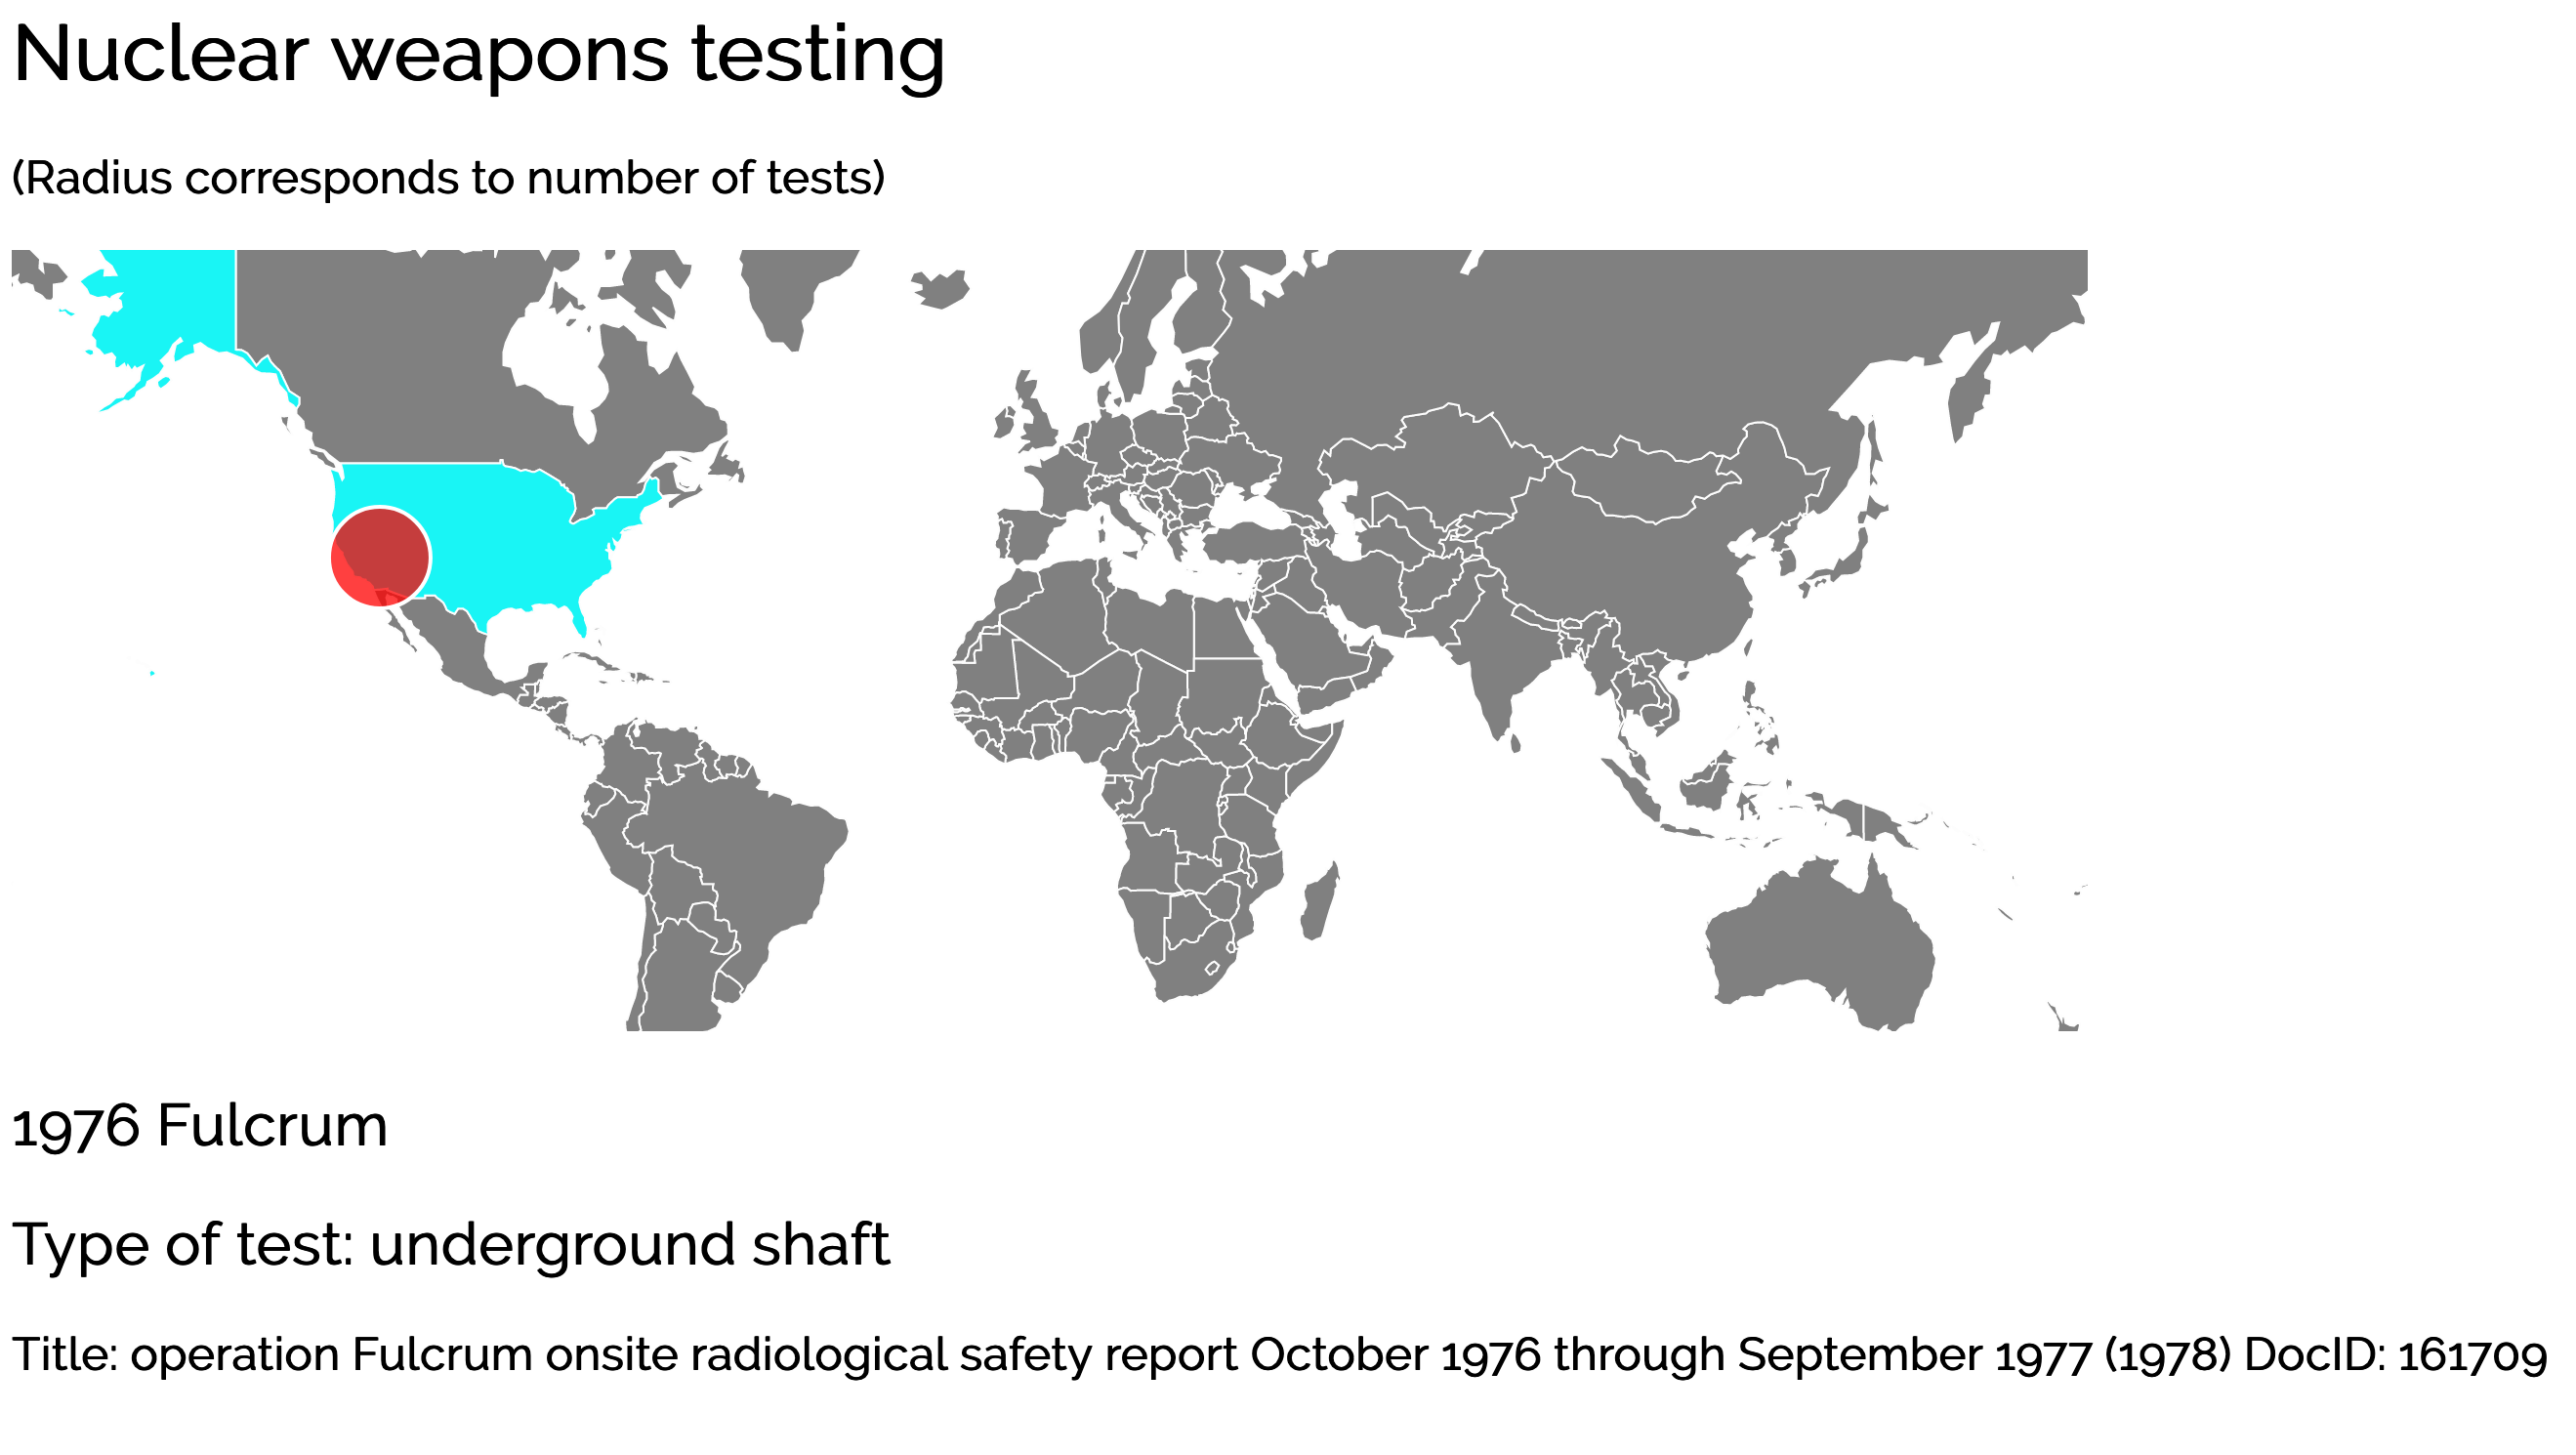 Nuclear weapons testing
(Radius corresponds to number of tests)
1976 Fulcrum
Type of test: underground shaft
Title: operation Fulcrum onsite radiological safety report October 1976 through September 1977 (1978) DocID: 161709